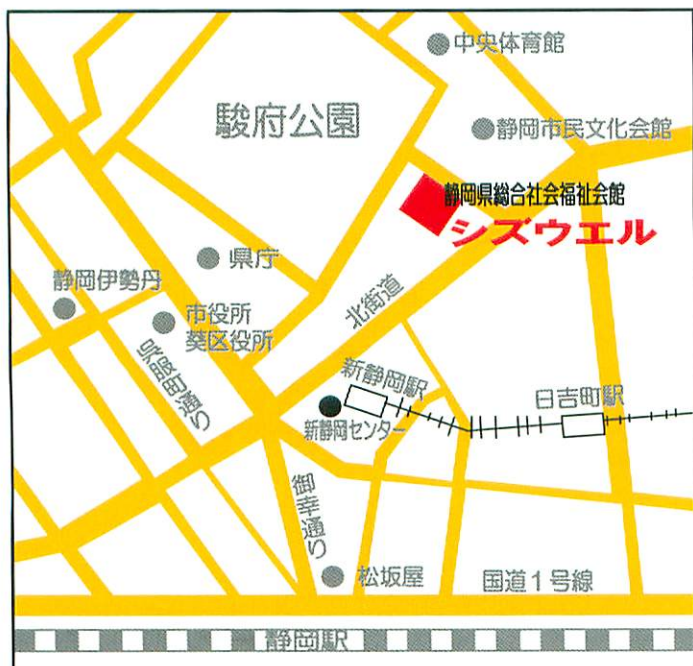 中央体育館
駿府公園
静岡市民文化会館
静岡県総合社会福祉会館
シズウエル
県庁
静岡伊勢丹
市役所
葵区役所
北街道
呉服町通り
新静岡駅
日吉町駅
新静岡センター
御幸通り
松坂屋
国道1号線
静岡駅